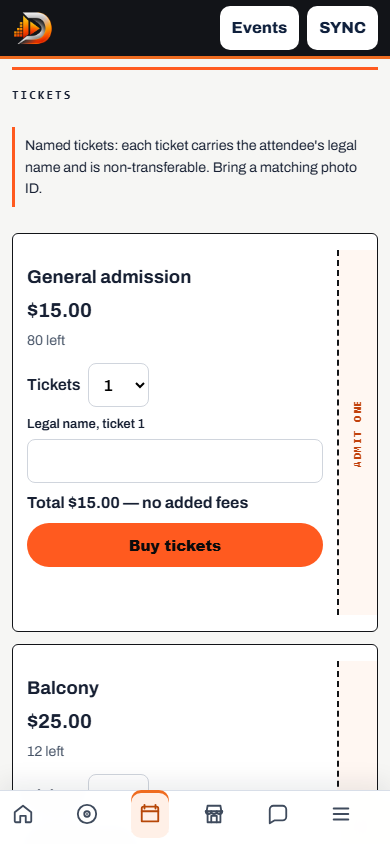 Events
SYNC
TICKETS
Named tickets: each ticket carries the attendee's legal
name and is non-transferable. Bring a matching photo
ID.
General admission
$15.00
80 left
Tickets 1
Legal name, ticket 1
Total $15.00 — no added fees
Buy tickets
ADMIT ONE
Balcony
$25.00
12 left